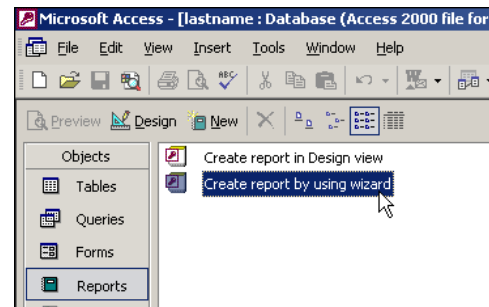 Microsoft Access - [lastname : Database (Access 2000 file for
File Edit View Insert Tools Window Help
Preview Design New
Objects
Create report in Design view
Tables
Create report by using wizard
Queries
Forms
Reports